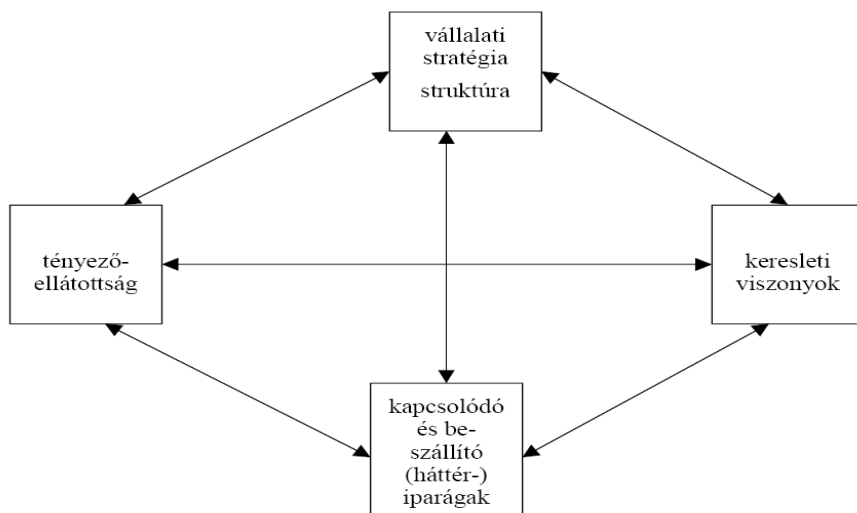 vállalati
stratégia
struktúra
tényező-
ellátottság
keresleti
viszonyok
kapcsolódó
és be-
szállító
(háttér-)
iparágak